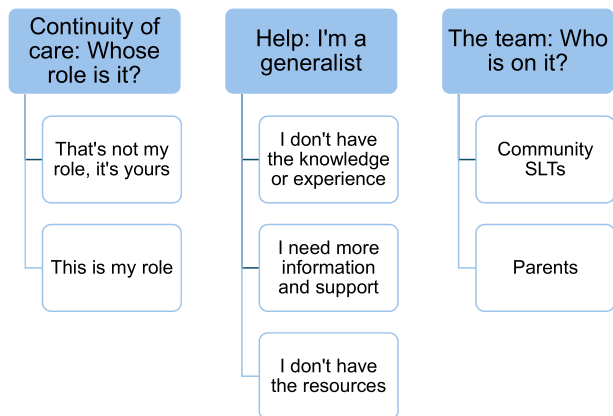 Continuity of
care: Whose
role is it?
That's not my
role, it's yours
This is my role
Help: I'm a
generalist
I don't have
the knowledge
or experience
I need more
information
and support
I don't have
the resources
The team: Who
is on it?
Community
SLTs
Parents